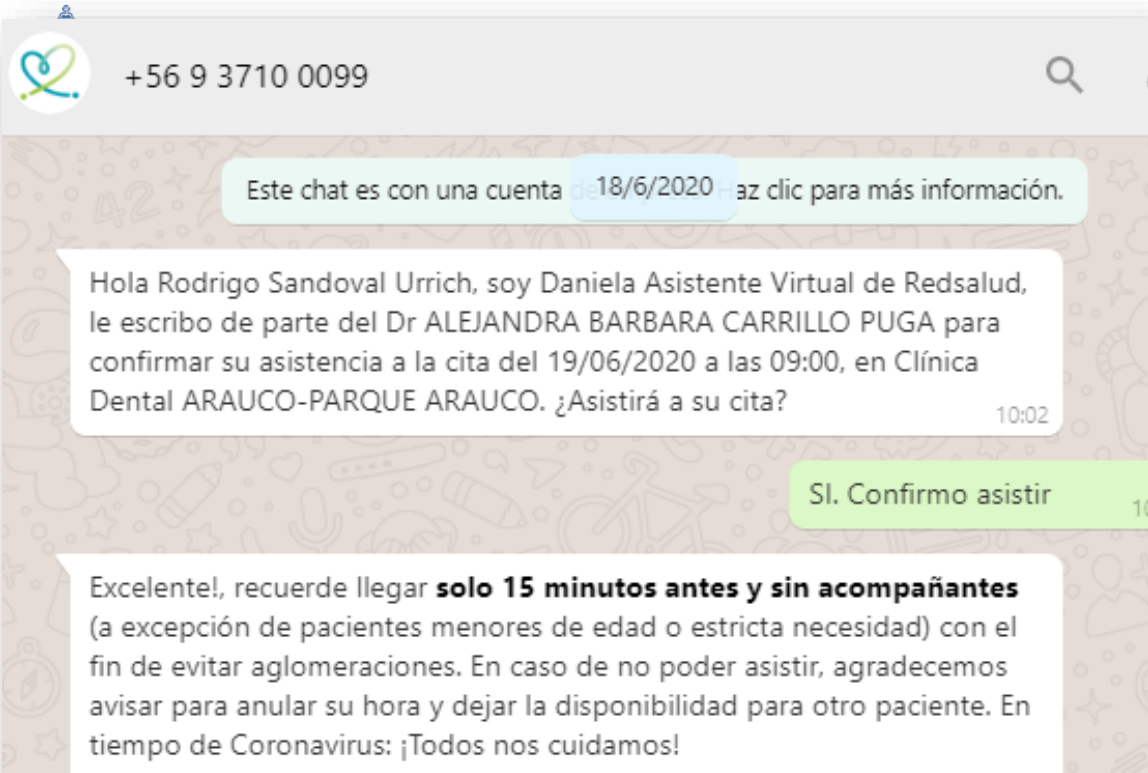 +56 9 3710 0099
Este chat es con una cuenta 18/6/2020 az clic para más información.
Hola Rodrigo Sandoval Urrich, soy Daniela Asistente Virtual de Redsalud,
le escribo de parte del Dr ALEJANDRA BARBARA CARRILLO PUGA para
confirmar su asistencia a la cita del 19/06/2020 a las 09:00, en Clínica
Dental ARAUCO-PARQUE ARAUCO. ¿Asistirá a su cita?
10:02
SI. Confirmo asistir
Excelente!, recuerde llegar solo 15 minutos antes y sin acompañantes
(a excepción de pacientes menores de edad o estricta necesidad) con el
fin de evitar aglomeraciones. En caso de no poder asistir, agradecemos
avisar para anular su hora y dejar la disponibilidad para otro paciente. En
tiempo de Coronavirus: ¡Todos nos cuidamos!